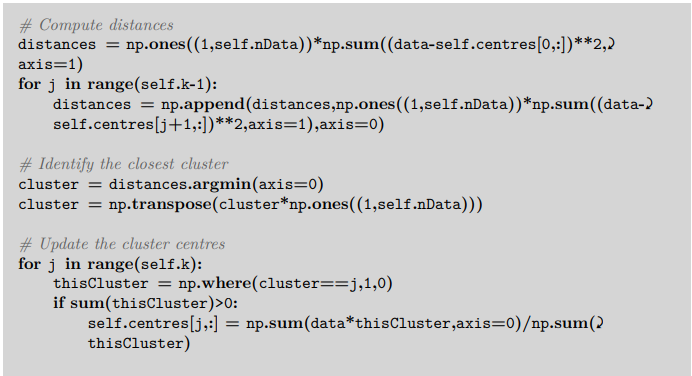 # Compute distances
distances = np.ones((1,self.nData))*np.sum((data-self.centres[0,:])**2,⤸
axis=1)
for j in range(self.k-1):
    distances = np.append(distances,np.ones((1,self.nData))*np.sum((data-⤸
    self.centres[j+1,:])**2,axis=1),axis=0)

# Identify the closest cluster
cluster = distances.argmin(axis=0)
cluster = np.transpose(cluster*np.ones((1,self.nData)))

# Update the cluster centres
for j in range(self.k):
    thisCluster = np.where(cluster==j,1,0)
    if sum(thisCluster)>0:
        self.centres[j,:] = np.sum(data*thisCluster,axis=0)/np.sum(⤸
        thisCluster)